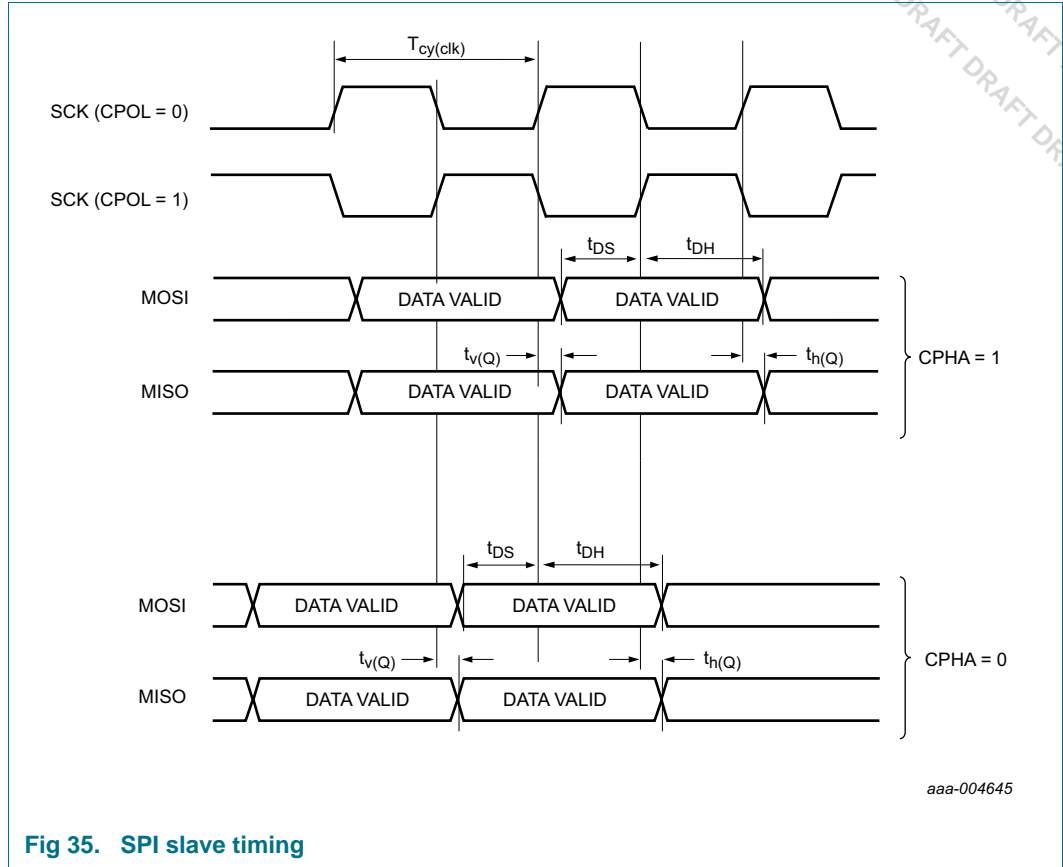 DRAFT DRAFT DR
DRAFT
T_cy(clk)
SCK (CPOL = 0)
SCK (CPOL = 1)
t_DS t_DH
MOSI DATA VALID DATA VALID
t_v(Q) t_h(Q)
CPHA = 1
MISO DATA VALID DATA VALID
t_DS t_DH
MOSI DATA VALID DATA VALID
t_v(Q) t_h(Q)
CPHA = 0
MISO DATA VALID DATA VALID
aaa-004645
Fig 35. SPI slave timing